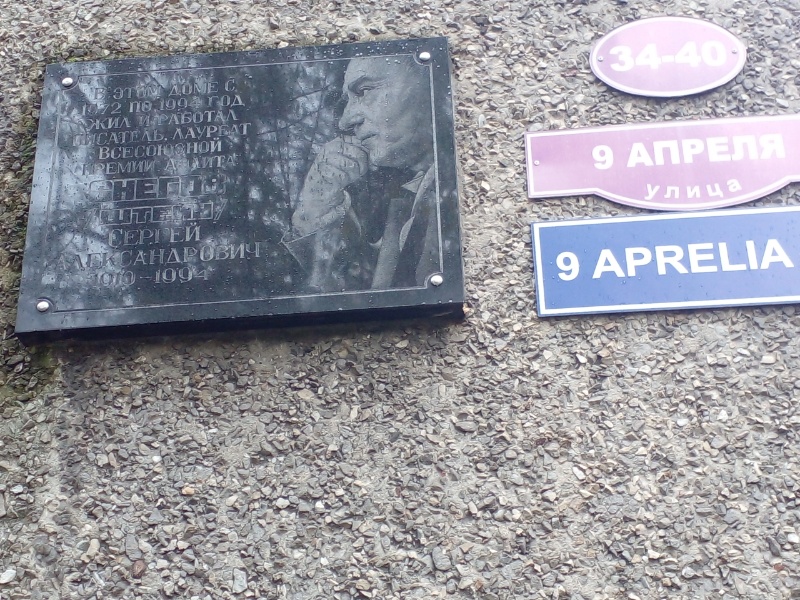 В ЭТОМ ДОМЕ С
1972 ПО 1994 ГОД
ЖИЛ И РАБОТАЛ
ПИСАТЕЛЬ, ЛАУРЕАТ
ВСЕСОЮЗНОЙ
ПРЕМИИ АЭЛИТА
СНЕГОВ
СЕРГЕЙ
АЛЕКСАНДРОВИЧ
1910-1994
34-40
9 АПРЕЛЯ
улица
9 APRELIA